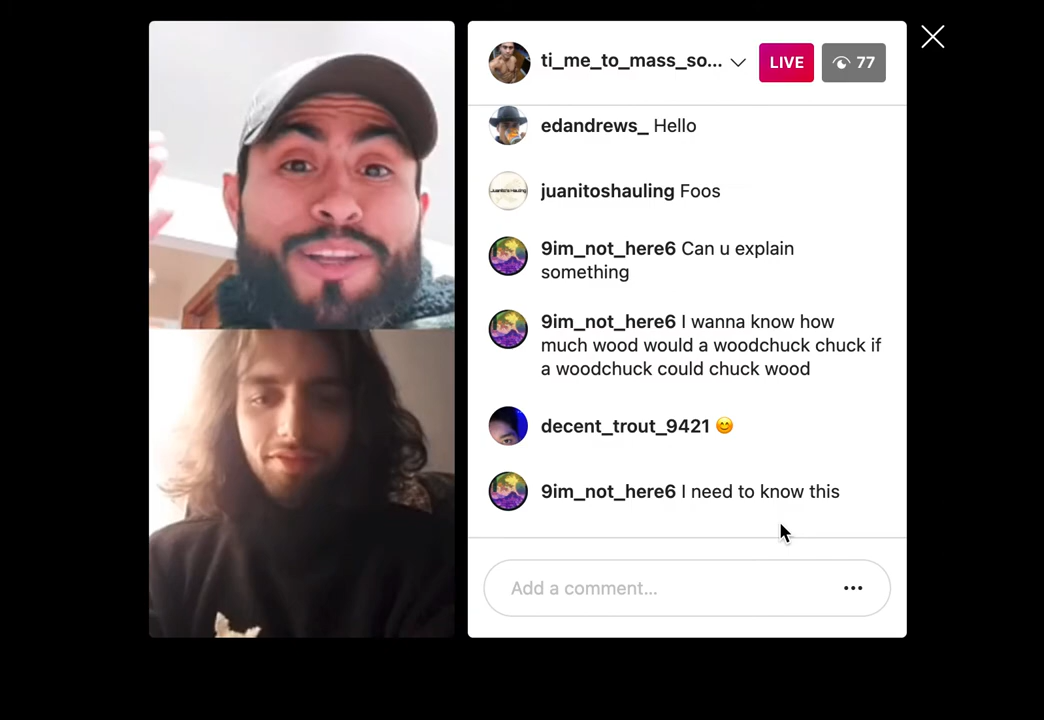 ti_me_to_mass_so...
LIVE
77
edandrews_ Hello
juanitoshauling Foos
9im_not_here6 Can u explain
something
9im_not_here6 I wanna know how
much wood would a woodchuck chuck if
a woodchuck could chuck wood
decent_trout_9421 😊
9im_not_here6 I need to know this
Add a comment...